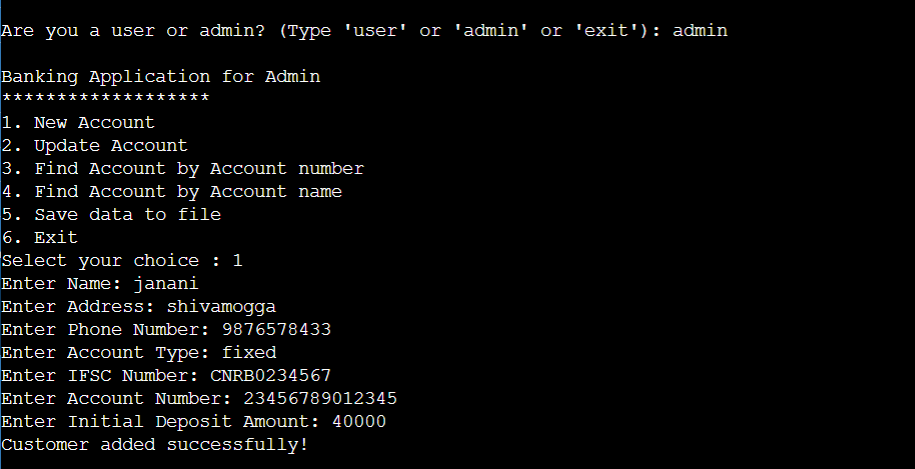 Are you a user or admin? (Type 'user' or 'admin' or 'exit'): admin
Banking Application for Admin
*******************
1. New Account
2. Update Account
3. Find Account by Account number
4. Find Account by Account name
5. Save data to file
6. Exit
Select your choice : 1
Enter Name: janani
Enter Address: shivamogga
Enter Phone Number: 9876578433
Enter Account Type: fixed
Enter IFSC Number: CNRB0234567
Enter Account Number: 23456789012345
Enter Initial Deposit Amount: 40000
Customer added successfully!